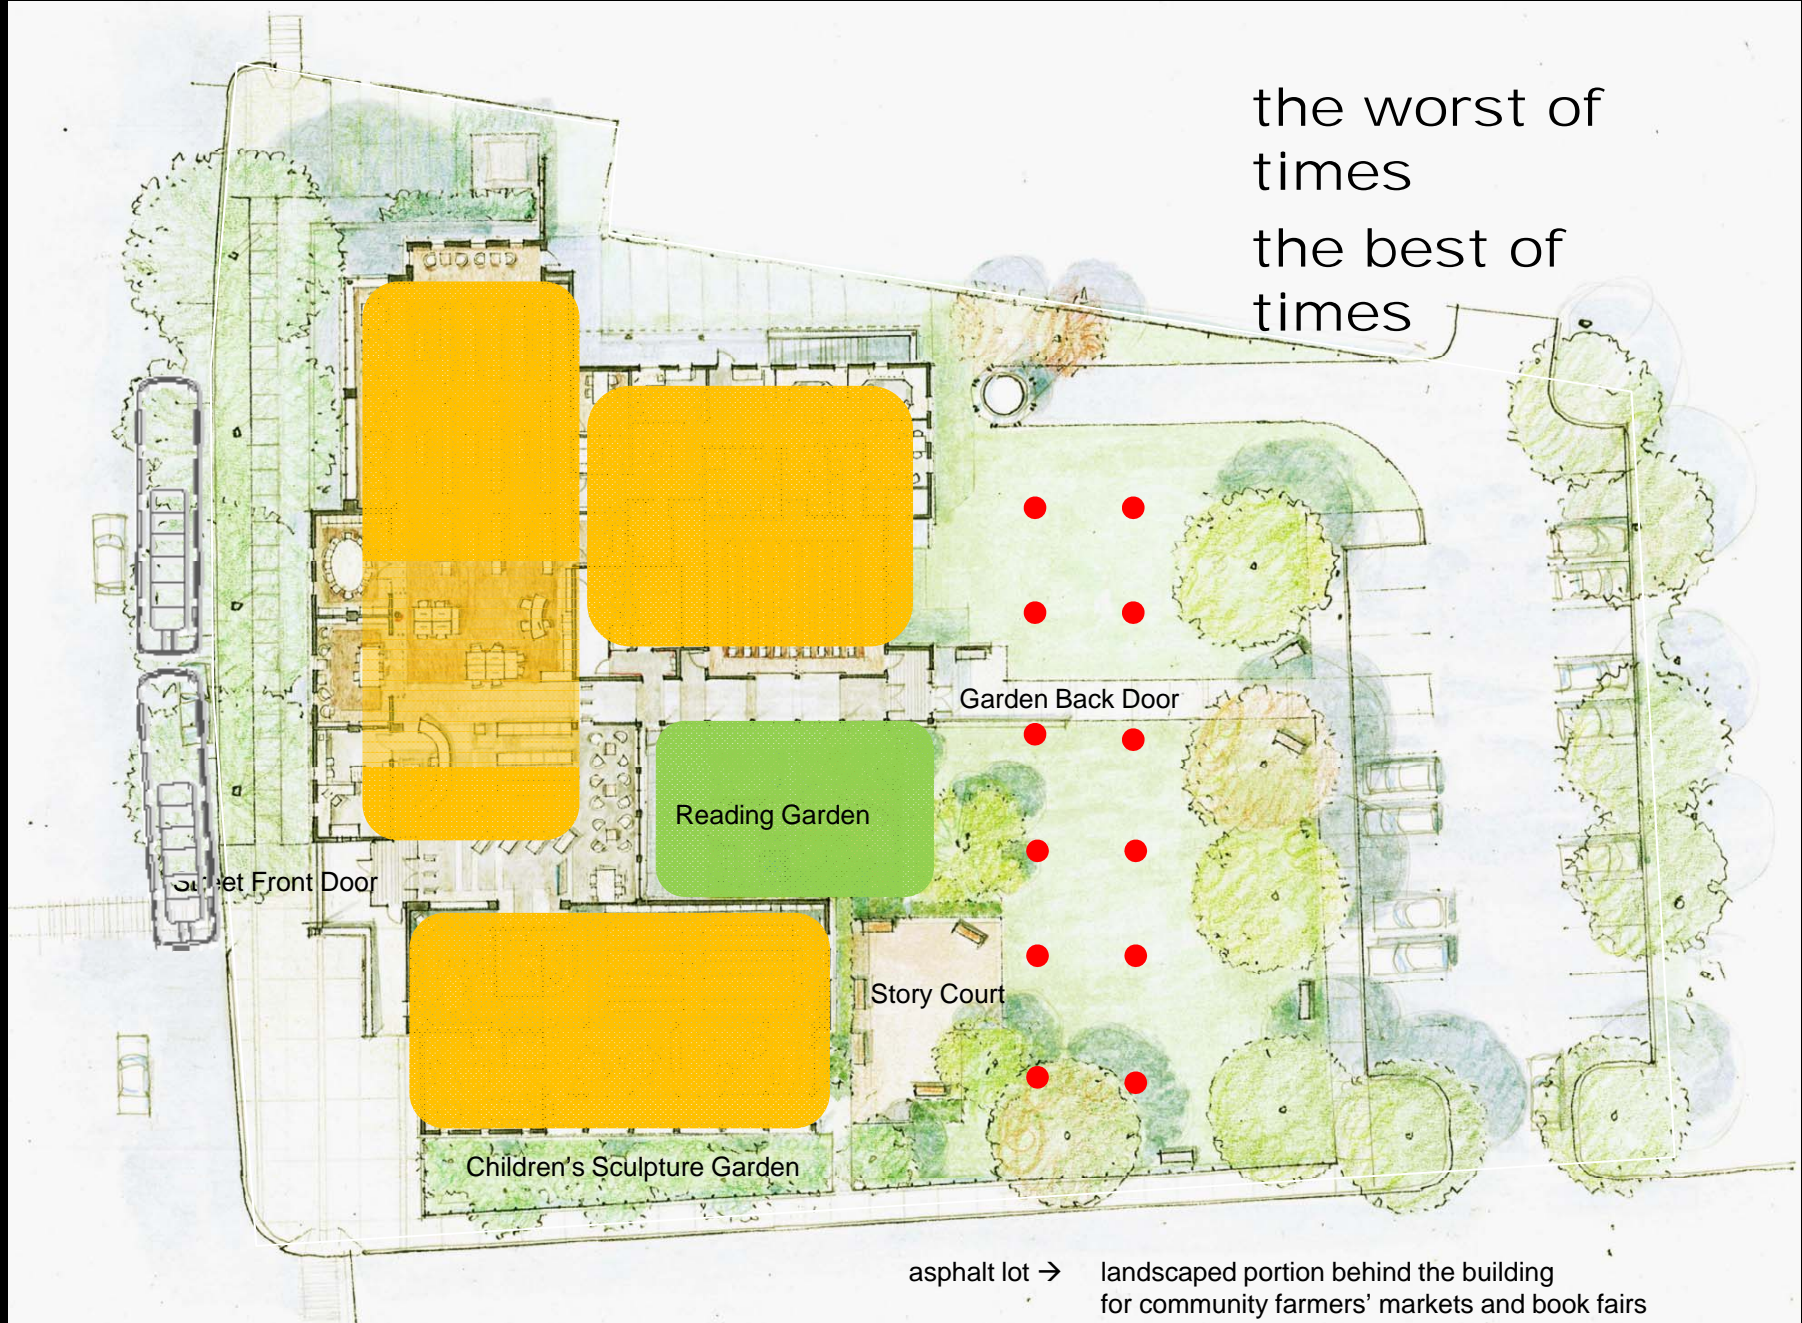 the worst of
times
the best of
times
Garden Back Door
Reading Garden
Street Front Door
Story Court
Children's Sculpture Garden
asphalt lot → landscaped portion behind the building
for community farmers’ markets and book fairs